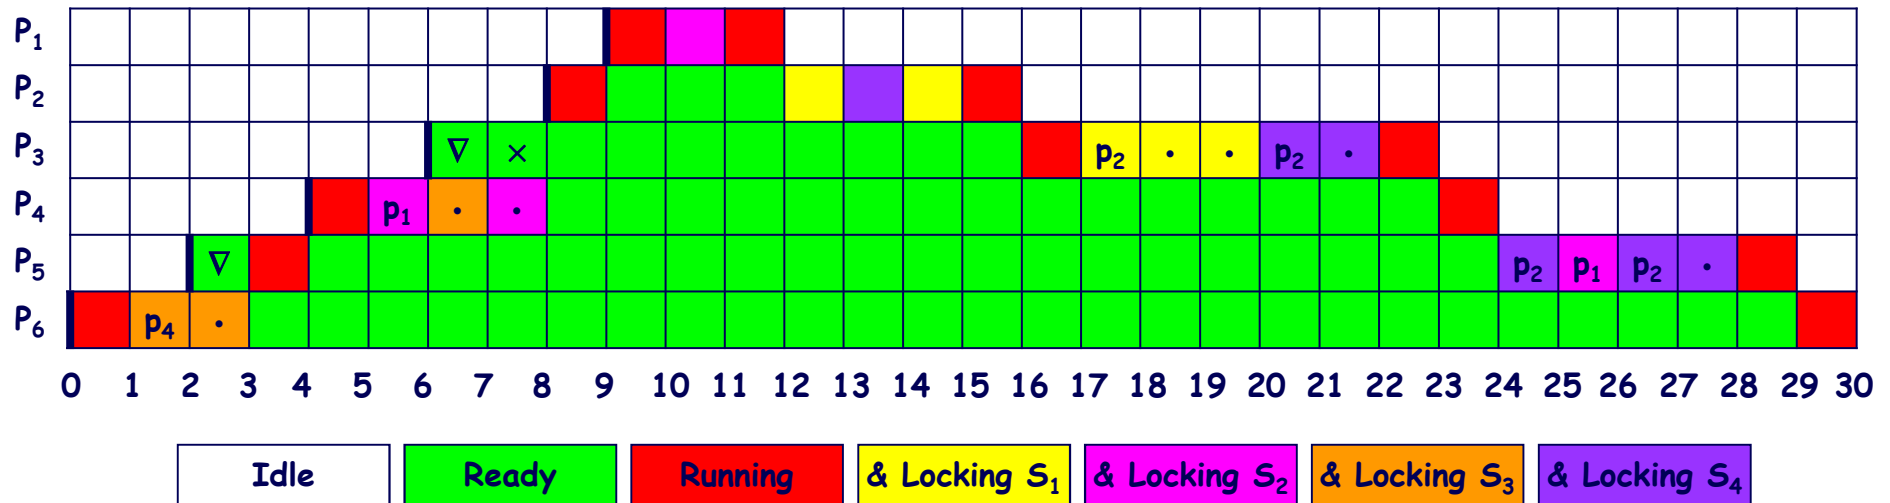 P₁
P₂
P₃ ∇ × p₂ · · p₂ ·
P₄ p₁ · ·
P₅ ∇ p₂ p₁ p₂ ·
P₆ p₄ ·
0 1 2 3 4 5 6 7 8 9 10 11 12 13 14 15 16 17 18 19 20 21 22 23 24 25 26 27 28 29 30
Idle Ready Running & Locking S₁ & Locking S₂ & Locking S₃ & Locking S₄